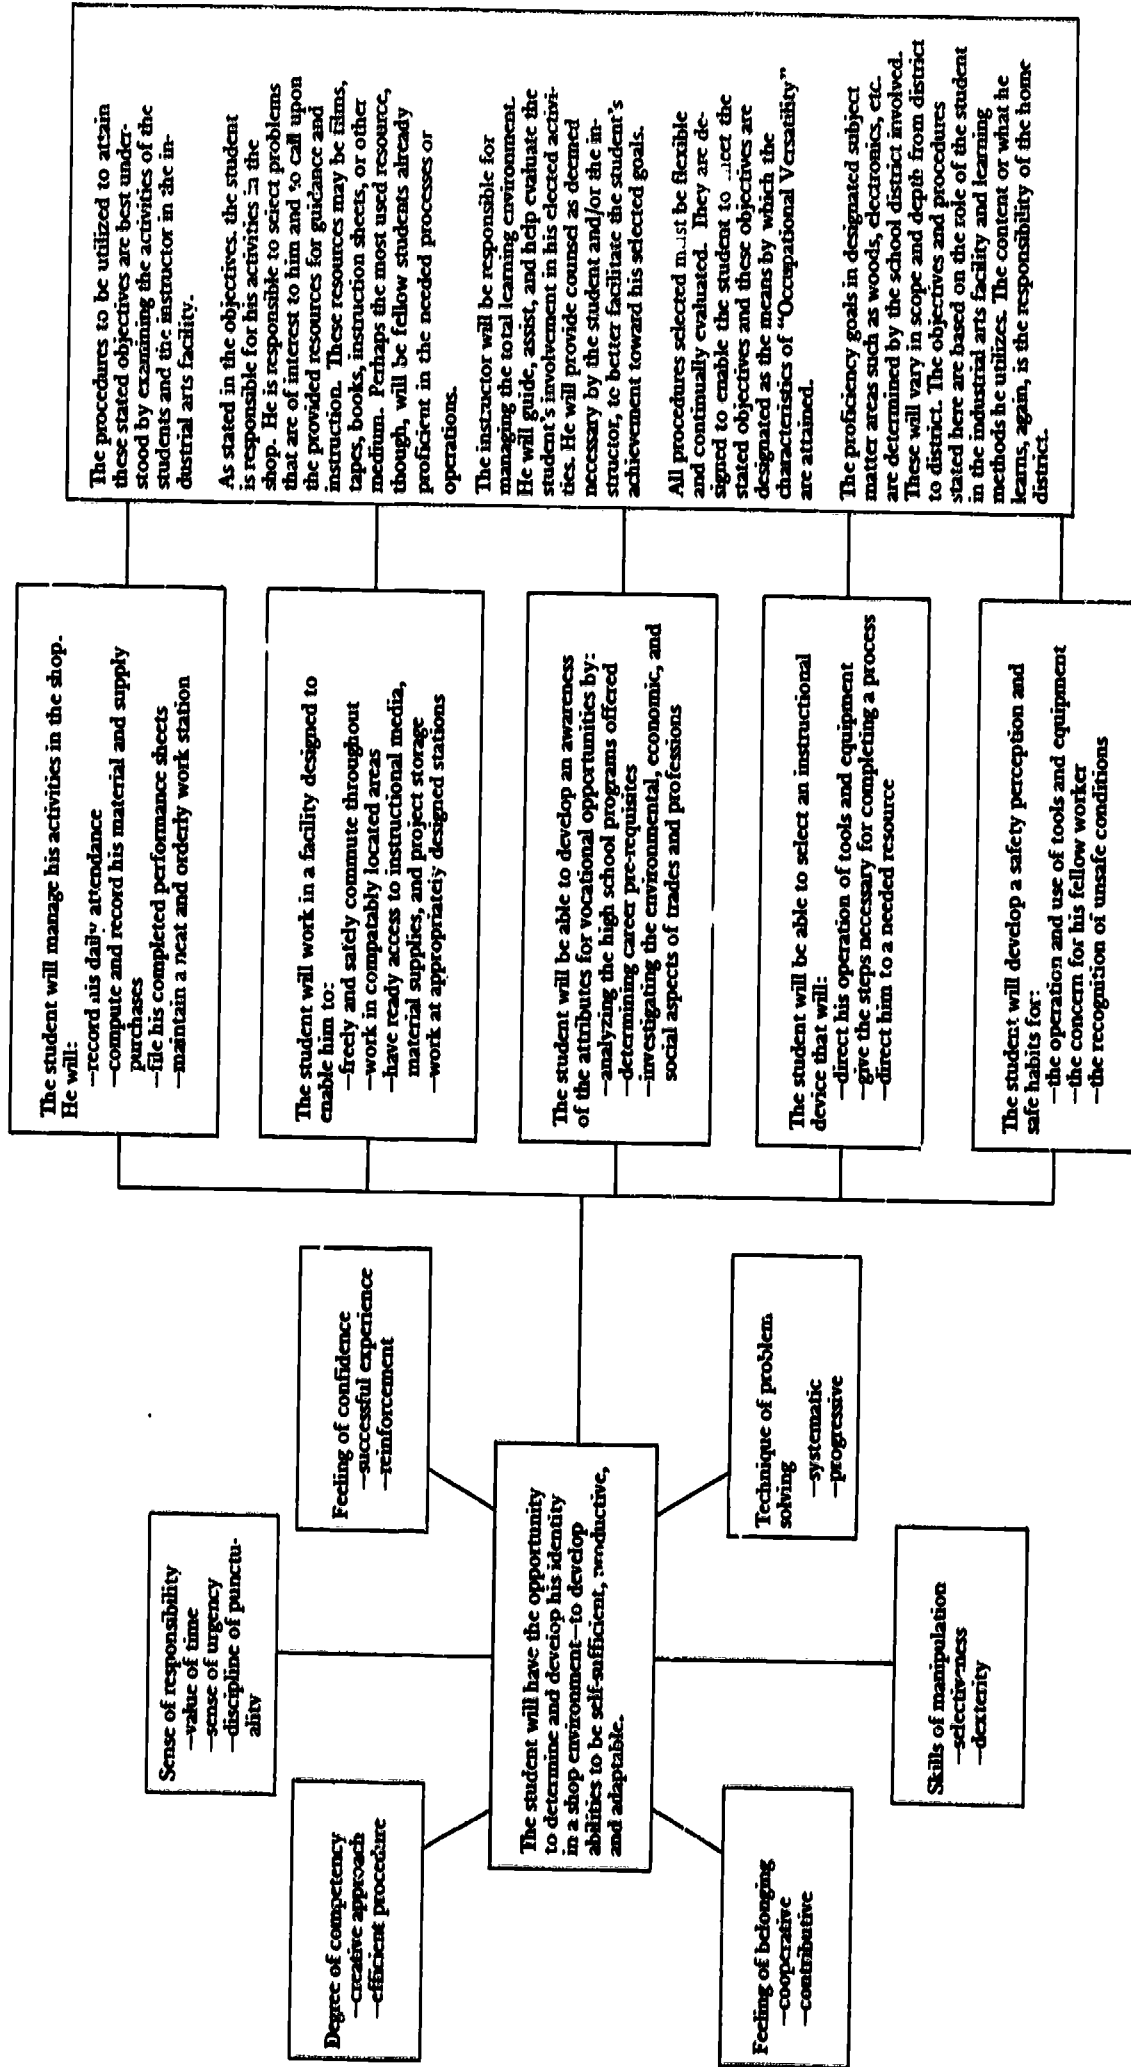 Degree of competency
—creative approach
—efficient procedure
Sense of responsibility
—value of time
—sense of urgency
—discipline of punctu-
ality
Feeling of confidence
—successful experience
—reinforcement
The student will have the opportunity
to determine and develop his identity
in a shop environment—to develop
abilities to be self-sufficient, productive,
and adaptable.
Feeling of belonging
—cooperative
—contributive
Skills of manipulation
—selectiveness
—dexterity
Technique of problem
solving
—systematic
—progressive
The student will manage his activities in the shop.
He will:
—record his daily attendance
—compute and record his material and supply
purchases
—file his completed performance sheets
—maintain a neat and orderly work station
The student will work in a facility designed to
enable him to:
—freely and safely commute throughout
—work in compatably located areas
—have ready access to instructional media,
material supplies, and project storage
—work at appropriately designed stations
The student will be able to develop an awareness
of the attributes for vocational opportunities by:
—analyzing the high school programs offered
—determining career pre-requisites
—investigating the environmental, economic, and
social aspects of trades and professions
The student will be able to select an instructional
device that will:
—direct his operation of tools and equipment
—give the steps necessary for completing a process
—direct him to a needed resource
The student will develop a safety perception and
safe habits for:
—the operation and use of tools and equipment
—the concern for his fellow worker
—the recognition of unsafe conditions
The procedures to be utilized to attain
these stated objectives are best under-
stood by examining the activities of the
students and the instructor in the in-
dustrial arts facility.
As stated in the objectives, the student
is responsible for his activities in the
shop. He is responsible to select problems
that are of interest to him and to call upon
the provided resources for guidance and
instruction. These resources may be films,
tapes, books, instruction sheets, or other
medium. Perhaps the most used resource,
though, will be fellow students already
proficient in the needed processes or
operations.
The instructor will be responsible for
managing the total learning environment.
He will guide, assist, and help evaluate the
student's involvement in his elected activi-
ties. He will provide counsel as deemed
necessary by the student and/or the in-
structor, to better facilitate the student's
achievement toward his selected goals.
All procedures selected must be flexible
and continually evaluated. They are de-
signed to enable the student to meet the
stated objectives and these objectives are
designated as the means by which the
characteristics of "Occupational Versatility"
are attained.
The proficiency goals in designated subject
matter areas such as woods, electronics, etc.
are determined by the school district involved.
These will vary in scope and depth from district
to district. The objectives and procedures
stated here are based on the role of the student
in the industrial arts facility and learning
methods he utilizes. The content or what he
learns, again, is the responsibility of the home
district.